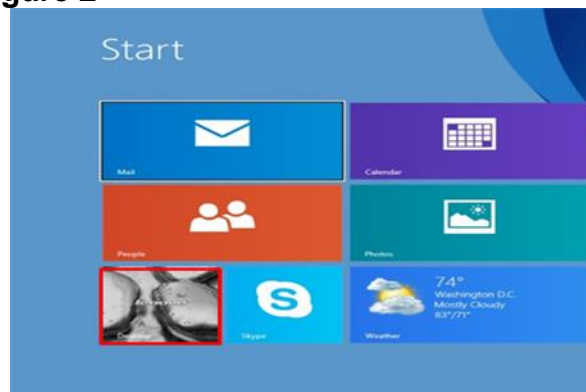 Start
Mail
Calendar
People
Photos
Desktop
Skype
Weather
74°
Washington D.C.
Mostly Cloudy
83°/71°